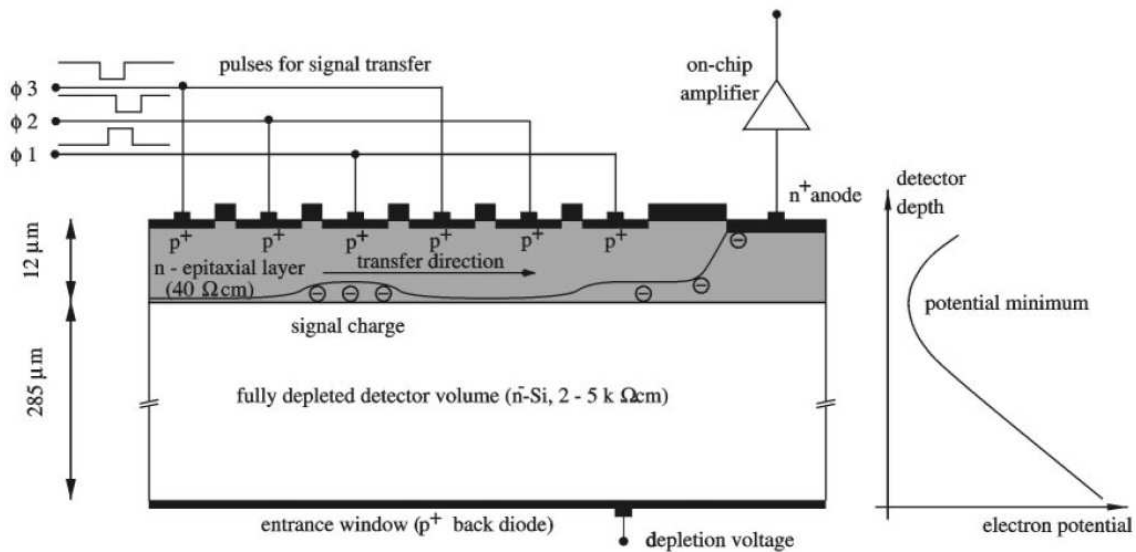 pulses for signal transfer
ϕ 3
ϕ 2
ϕ 1
on-chip
amplifier
n⁺ anode
detector
depth
p⁺ p⁺ p⁺ p⁺ p⁺ p⁺
12 μm
n - epitaxial layer
(40 Ωcm)
transfer direction
signal charge
potential minimum
285 μm
fully depleted detector volume (n̄-Si, 2 - 5 k Ωcm)
entrance window (p⁺ back diode)
depletion voltage
electron potential